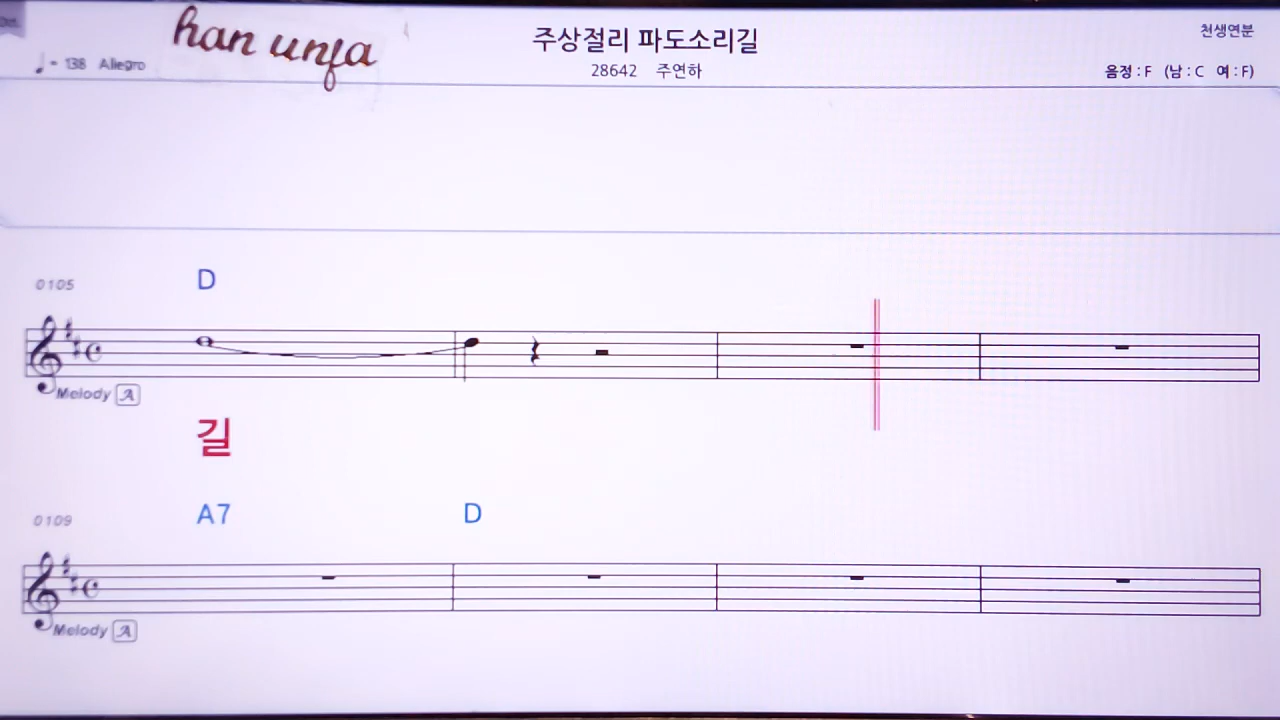 han unfa
주상절리 파도소리길
천생연분
♩= 138 Allegro
28642 주연하
음정 : F (남 : C 여 : F)
0105
D
Melody A
길
0109
A7 D
Melody A